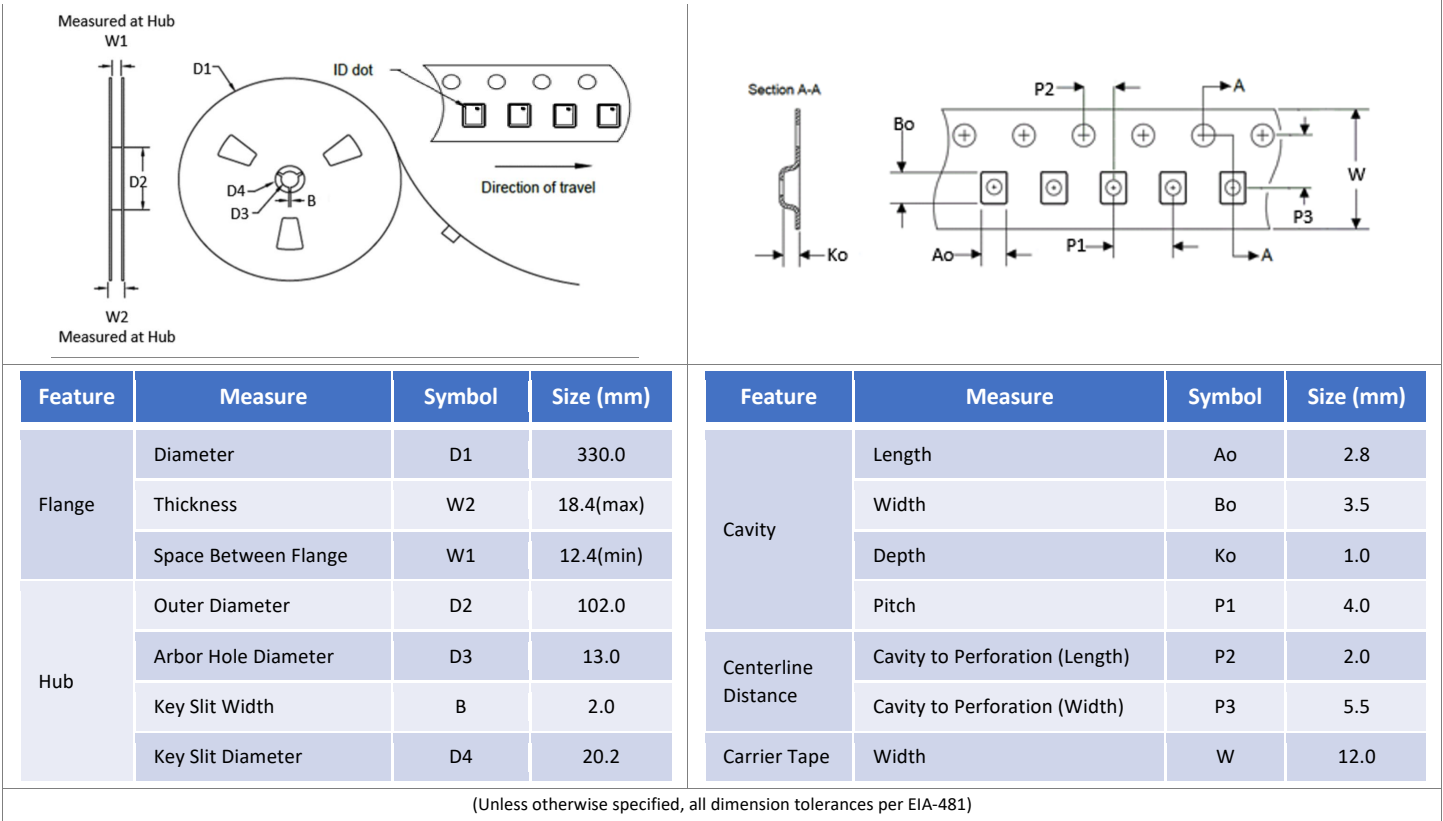 Measured at Hub
W1
D1
ID dot
D2
D4
D3
B
Direction of travel
W2
Measured at Hub
Section A-A
P2
A
Bo
W
P3
Ko
Ao
P1
A
Feature Measure Symbol Size (mm)
Flange
Diameter D1 330.0
Thickness W2 18.4(max)
Space Between Flange W1 12.4(min)
Hub
Outer Diameter D2 102.0
Arbor Hole Diameter D3 13.0
Key Slit Width B 2.0
Key Slit Diameter D4 20.2
Feature Measure Symbol Size (mm)
Cavity
Length Ao 2.8
Width Bo 3.5
Depth Ko 1.0
Pitch P1 4.0
Centerline
Distance
Cavity to Perforation (Length) P2 2.0
Cavity to Perforation (Width) P3 5.5
Carrier Tape Width W 12.0
(Unless otherwise specified, all dimension tolerances per EIA-481)